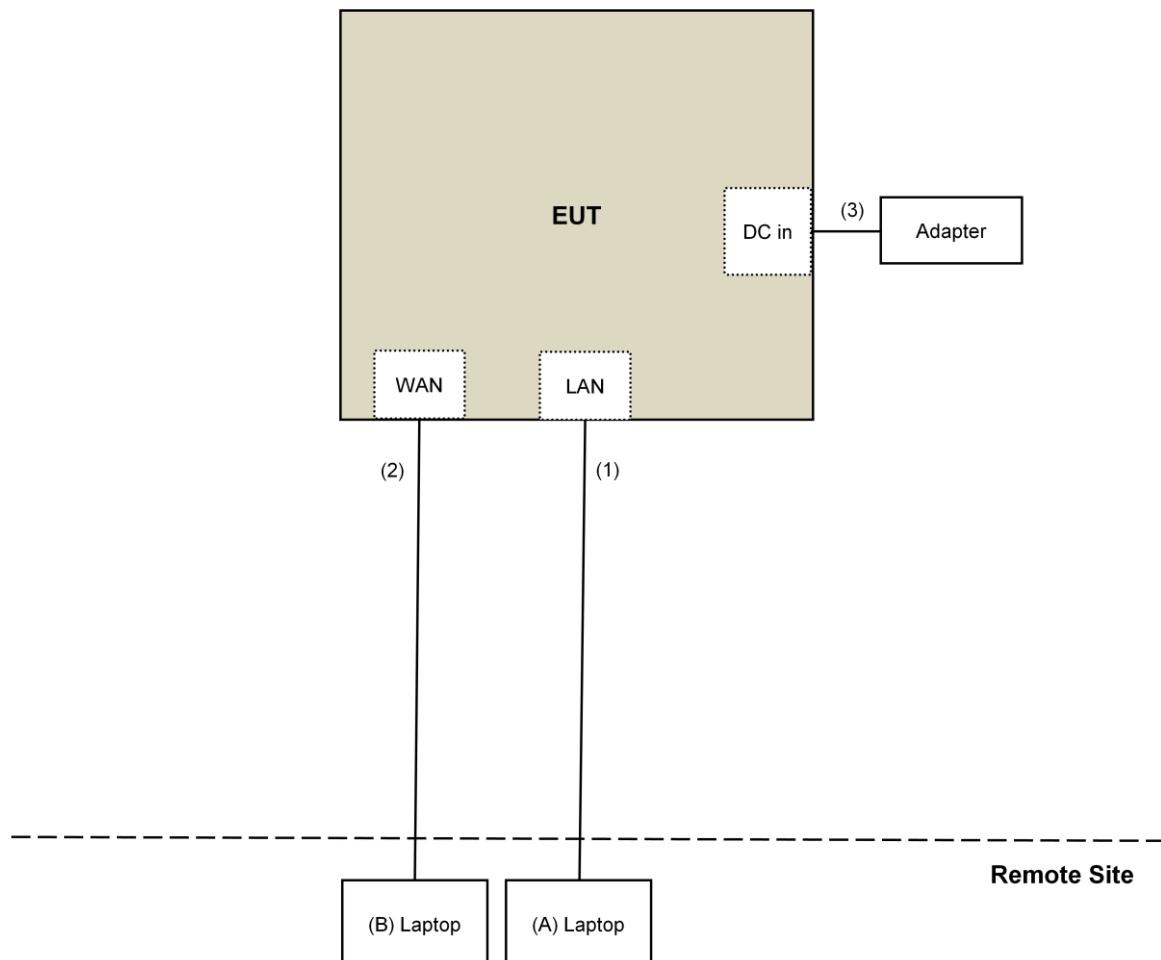 EUT
DC in
(3)
Adapter
WAN
LAN
(2)
(1)
Remote Site
(B) Laptop
(A) Laptop